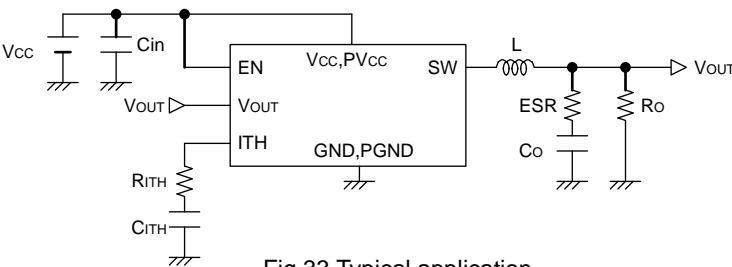 Vcc
Cin
EN
Vcc,PVcc
SW
L
VOUT
VOUT
VOUT
ESR
RO
ITH
GND,PGND
CO
RITH
CITH